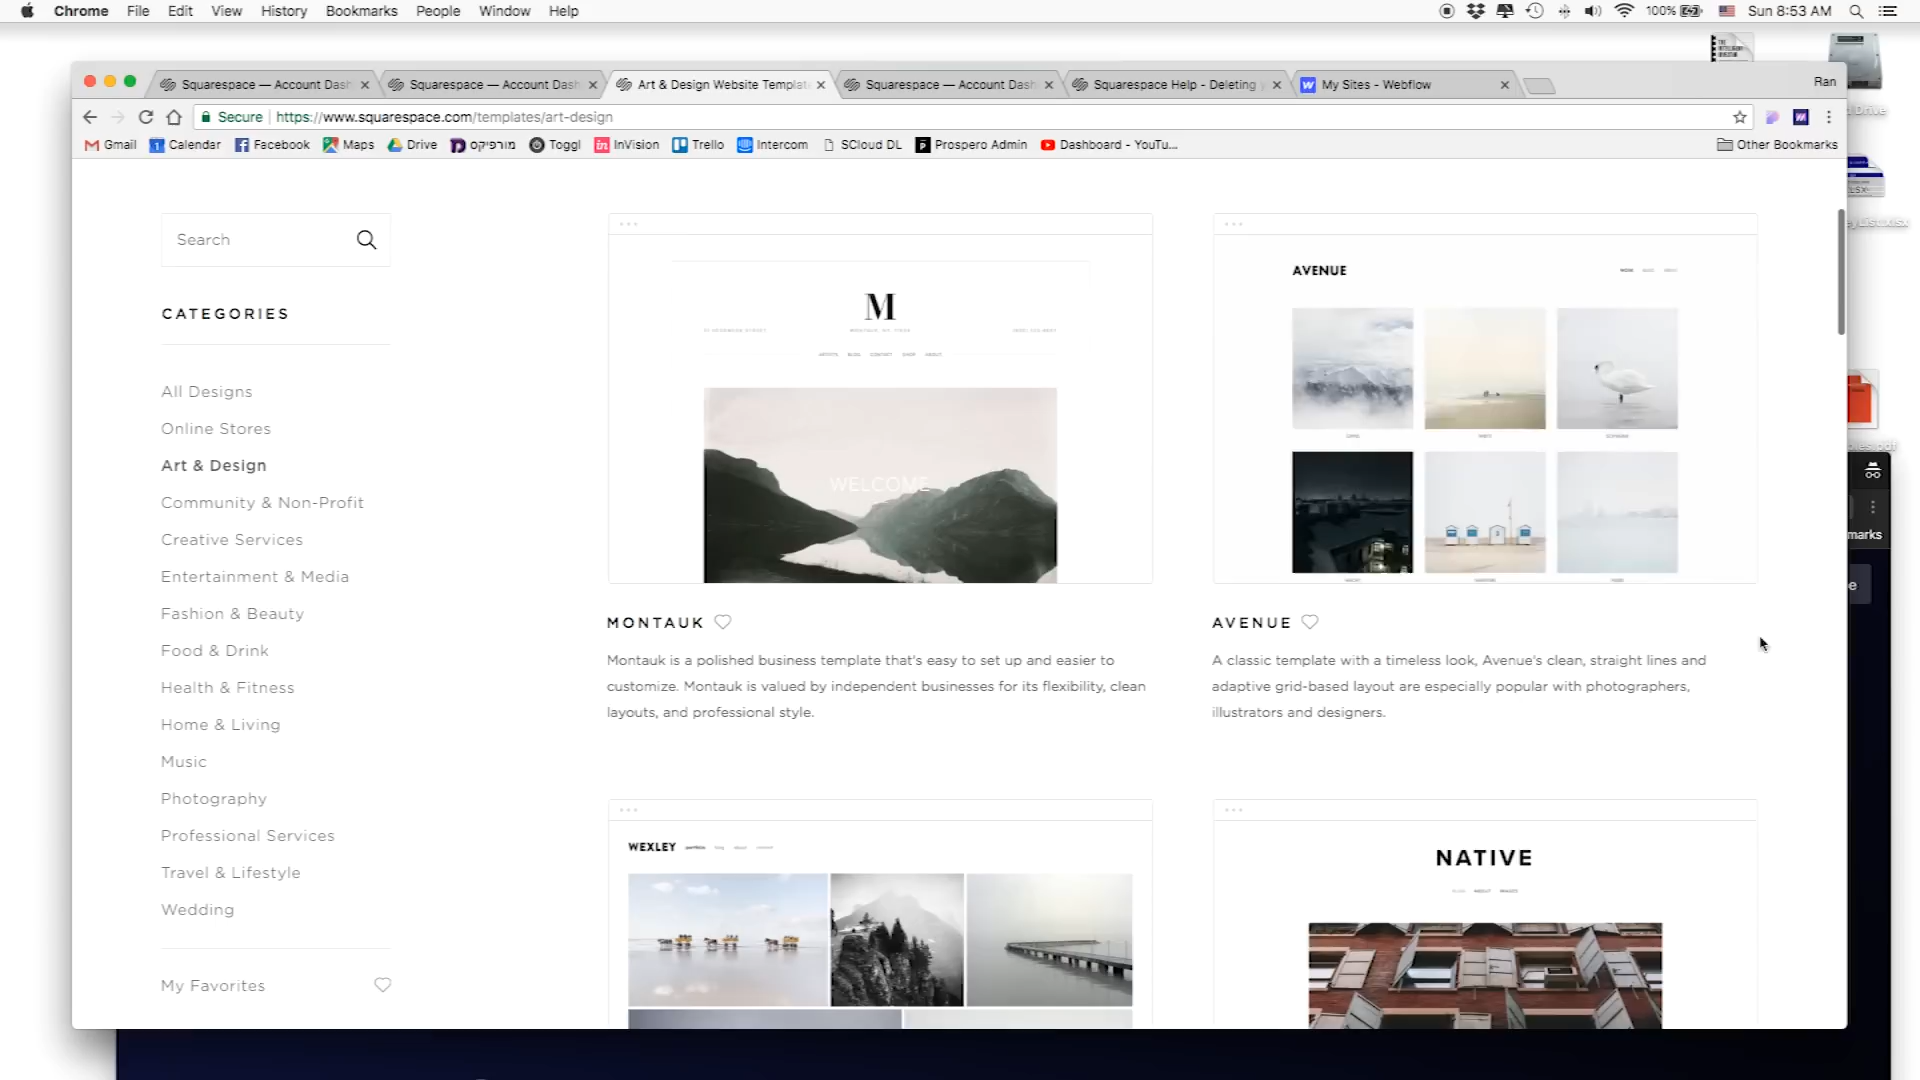 Chrome File Edit View History Bookmarks People Window Help
100% Sun 8:53 AM
Squarespace — Account Dash
Squarespace — Account Dash
Art & Design Website Templat
Squarespace — Account Dash
Squarespace Help - Deleting y
My Sites - Webflow
Ran
Secure https://www.squarespace.com/templates/art-design
Gmail Calendar Facebook Maps Drive מורפיקס Toggl InVision Trello Intercom SCloud DL Prospero Admin Dashboard - YouTu... Other Bookmarks
Search
CATEGORIES
All Designs
Online Stores
Art & Design
Community & Non-Profit
Creative Services
Entertainment & Media
Fashion & Beauty
Food & Drink
Health & Fitness
Home & Living
Music
Photography
Professional Services
Travel & Lifestyle
Wedding
My Favorites
M
ARTISTS BLOG CONTACT SHOP ABOUT
WELCOME
MONTAUK
Montauk is a polished business template that's easy to set up and easier to
customize. Montauk is valued by independent businesses for its flexibility, clean
layouts, and professional style.
AVENUE
AVENUE
A classic template with a timeless look, Avenue's clean, straight lines and
adaptive grid-based layout are especially popular with photographers,
illustrators and designers.
WEXLEY
NATIVE
marks
e